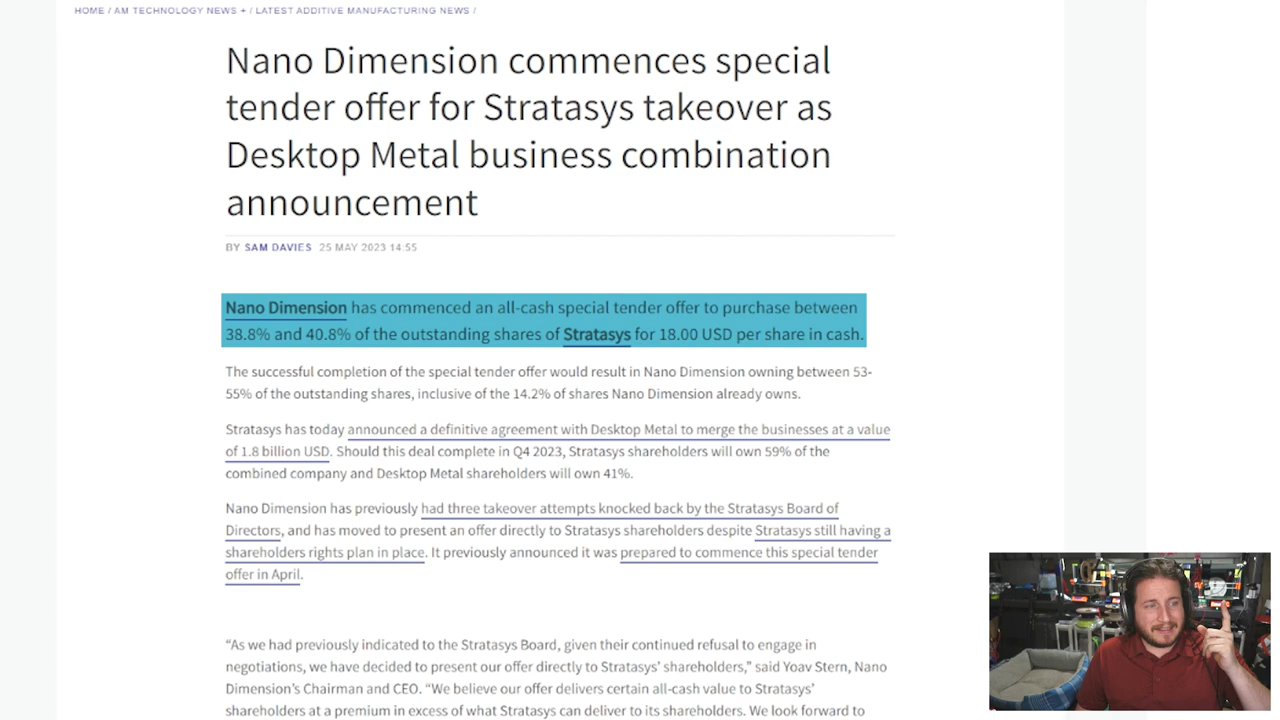 HOME / AM TECHNOLOGY NEWS + / LATEST ADDITIVE MANUFACTURING NEWS /
Nano Dimension commences special
tender offer for Stratasys takeover as
Desktop Metal business combination
announcement
BY SAM DAVIES 25 MAY 2023 14:55
Nano Dimension has commenced an all-cash special tender offer to purchase between
38.8% and 40.8% of the outstanding shares of Stratasys for 18.00 USD per share in cash.
The successful completion of the special tender offer would result in Nano Dimension owning between 53-
55% of the outstanding shares, inclusive of the 14.2% of shares Nano Dimension already owns.
Stratasys has today announced a definitive agreement with Desktop Metal to merge the businesses at a value
of 1.8 billion USD. Should this deal complete in Q4 2023, Stratasys shareholders will own 59% of the
combined company and Desktop Metal shareholders will own 41%.
Nano Dimension has previously had three takeover attempts knocked back by the Stratasys Board of
Directors, and has moved to present an offer directly to Stratasys shareholders despite Stratasys still having a
shareholders rights plan in place. It previously announced it was prepared to commence this special tender
offer in April.
“As we had previously indicated to the Stratasys Board, given their continued refusal to engage in
negotiations, we have decided to present our offer directly to Stratasys’ shareholders,” said Yoav Stern, Nano
Dimension’s Chairman and CEO. “We believe our offer delivers certain all-cash value to Stratasys’
shareholders at a premium in excess of what Stratasys can deliver to its shareholders. We look forward to